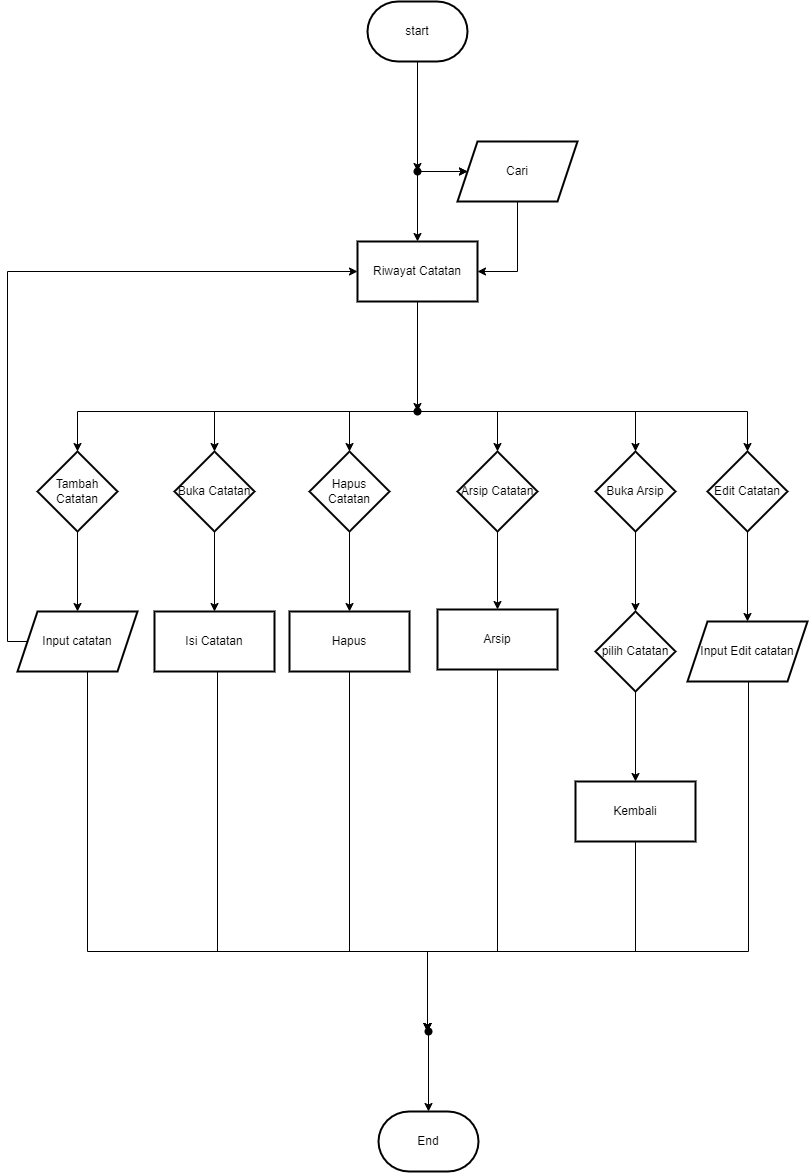 start
Cari
Riwayat Catatan
Tambah
Catatan
Buka Catatan
Hapus
Catatan
Arsip Catatan
Buka Arsip
Edit Catatan
Input catatan
Isi Catatan
Hapus
Arsip
pilih Catatan
Input Edit catatan
Kembali
End